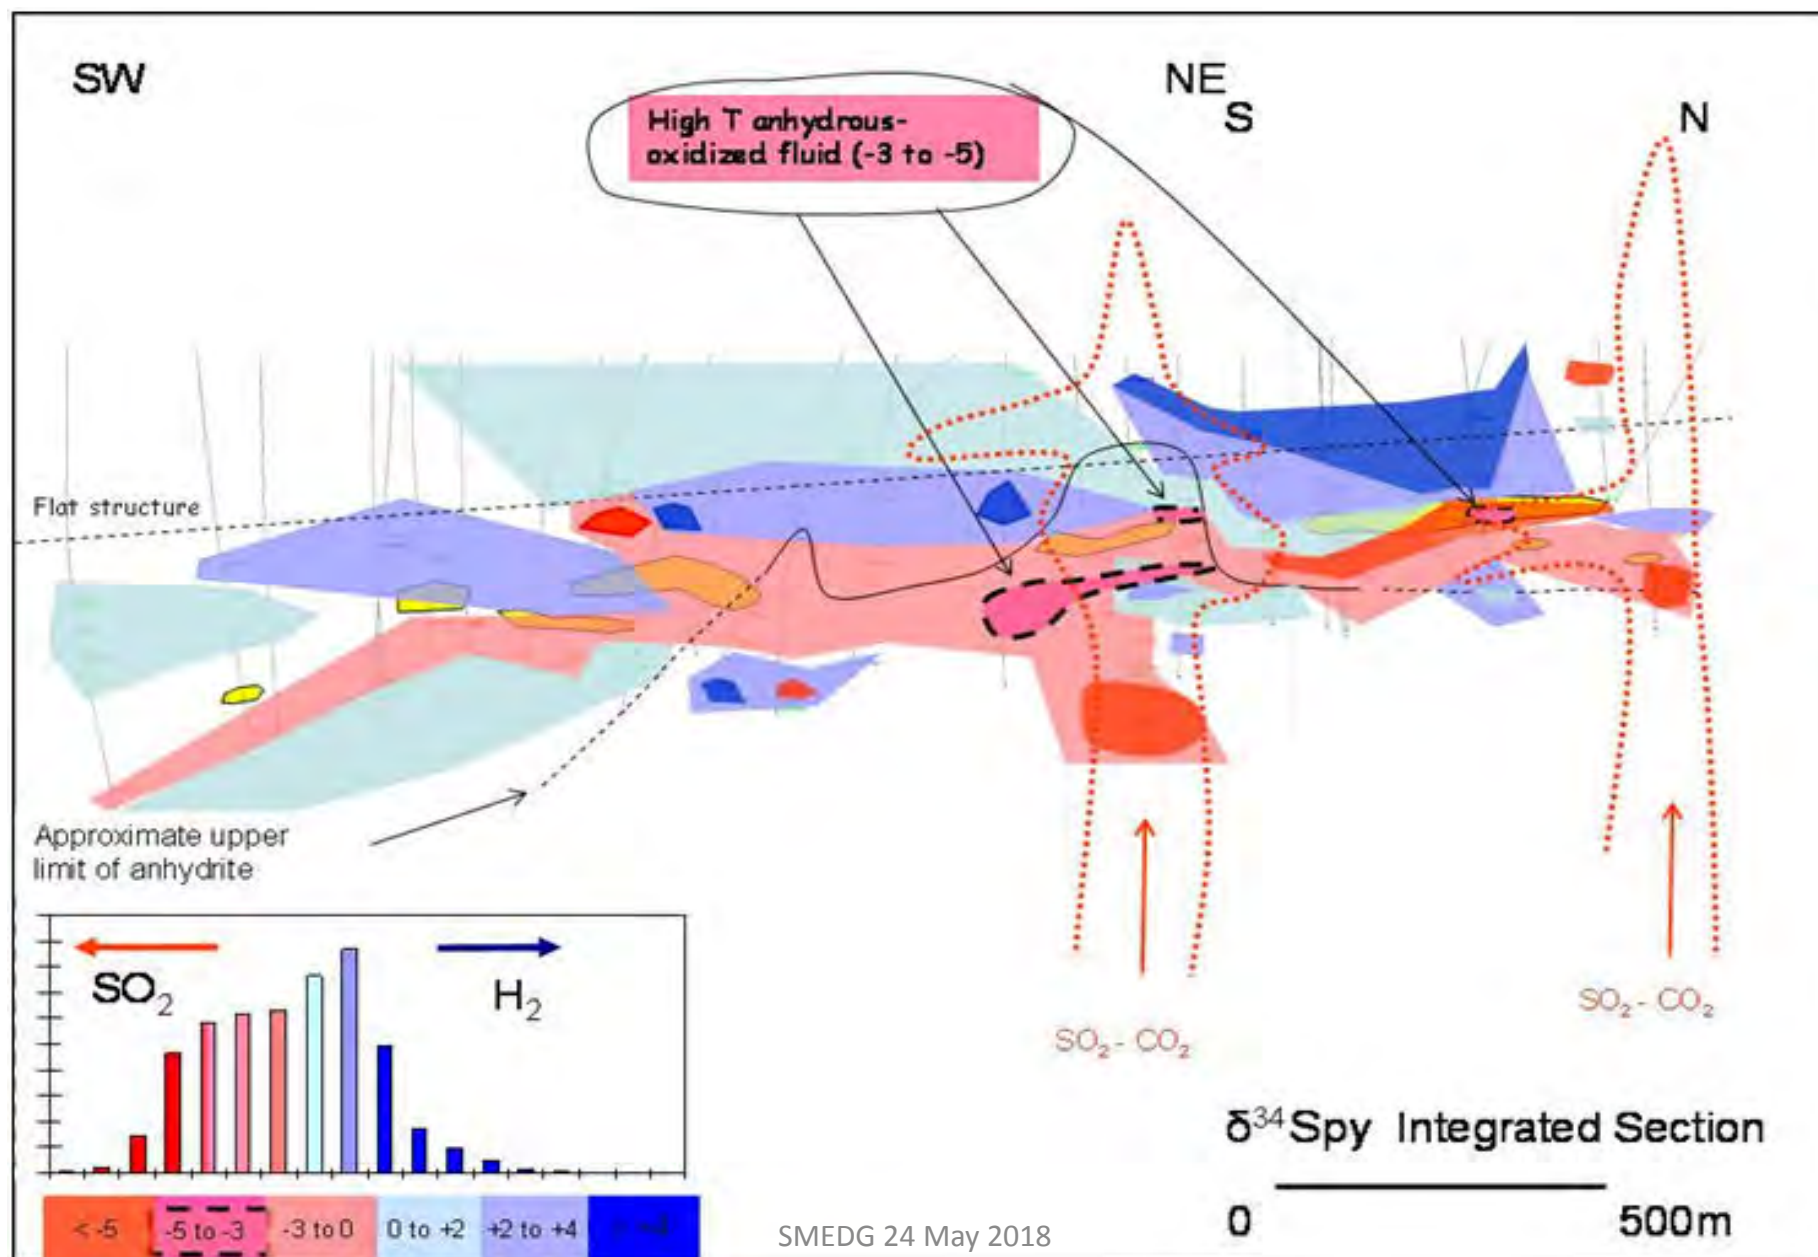 SW
NE
S
N
High T anhydrous-
oxidized fluid (-3 to -5)
Flat structure
Approximate upper
limit of anhydrite
SO₂
H₂
SO₂ - CO₂
SO₂ - CO₂
δ³⁴Spy Integrated Section
0
500m
< -5
-5 to -3
-3 to 0
0 to +2
+2 to +4
SMEDG 24 May 2018